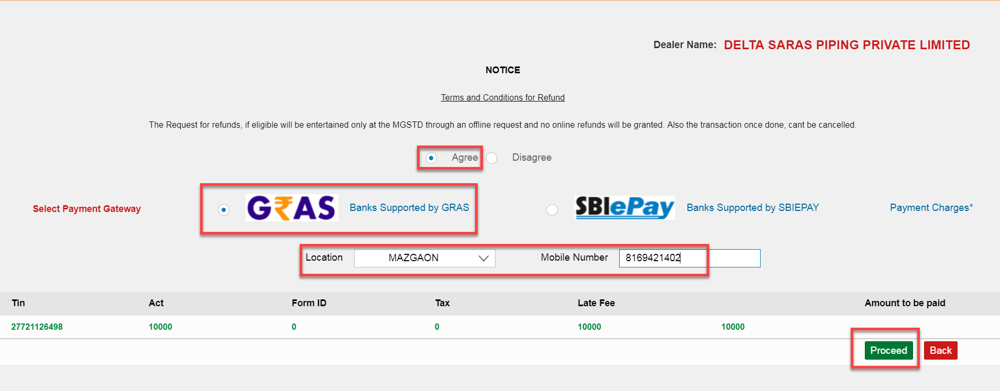 Dealer Name: DELTA SARAS PIPING PRIVATE LIMITED
NOTICE
Terms and Conditions for Refund
The Request for refunds, if eligible will be entertained only at the MGSTD through an offline request and no online refunds will be granted. Also the transaction once done, cant be cancelled.
Agree Disagree
Select Payment Gateway G₹AS Banks Supported by GRAS SBIePay Banks Supported by SBIEPAY Payment Charges*
Location MAZGAON Mobile Number 8169421402
Tin Act Form ID Tax Late Fee Amount to be paid
27721126498 10000 0 0 10000 10000
Proceed Back